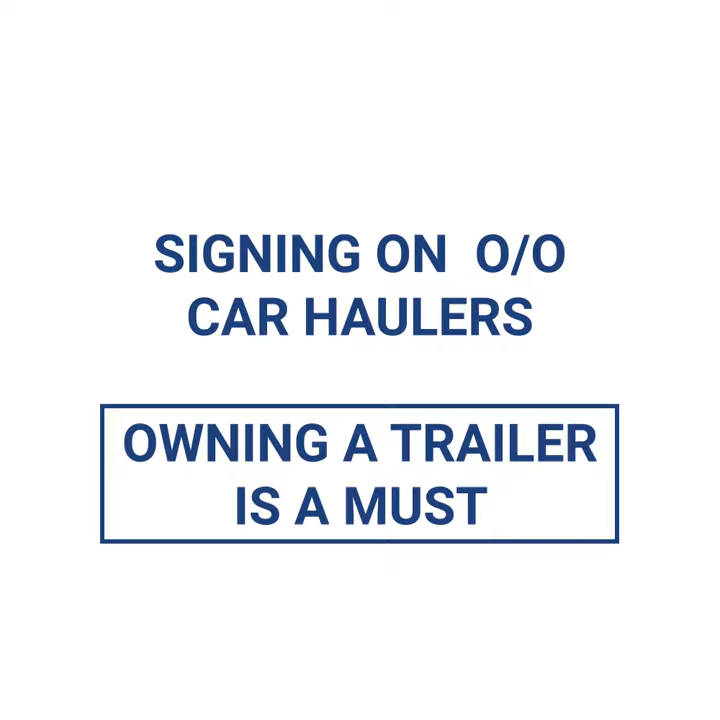 SIGNING ON  O/O
CAR HAULERS
OWNING A TRAILER
IS A MUST